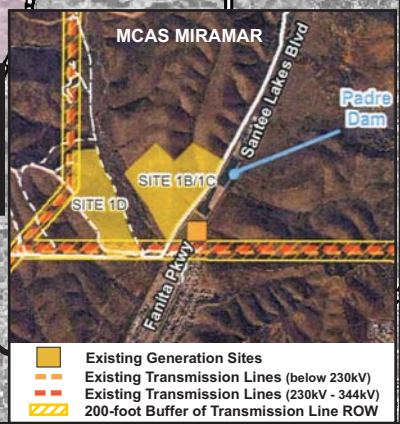 MCAS MIRAMAR
Santee Lakes Blvd
Padre
Dam
SITE 1B/1C
SITE 1D
Fanita Pkwy
Existing Generation Sites
Existing Transmission Lines (below 230kV)
Existing Transmission Lines (230kV - 344kV)
200-foot Buffer of Transmission Line ROW